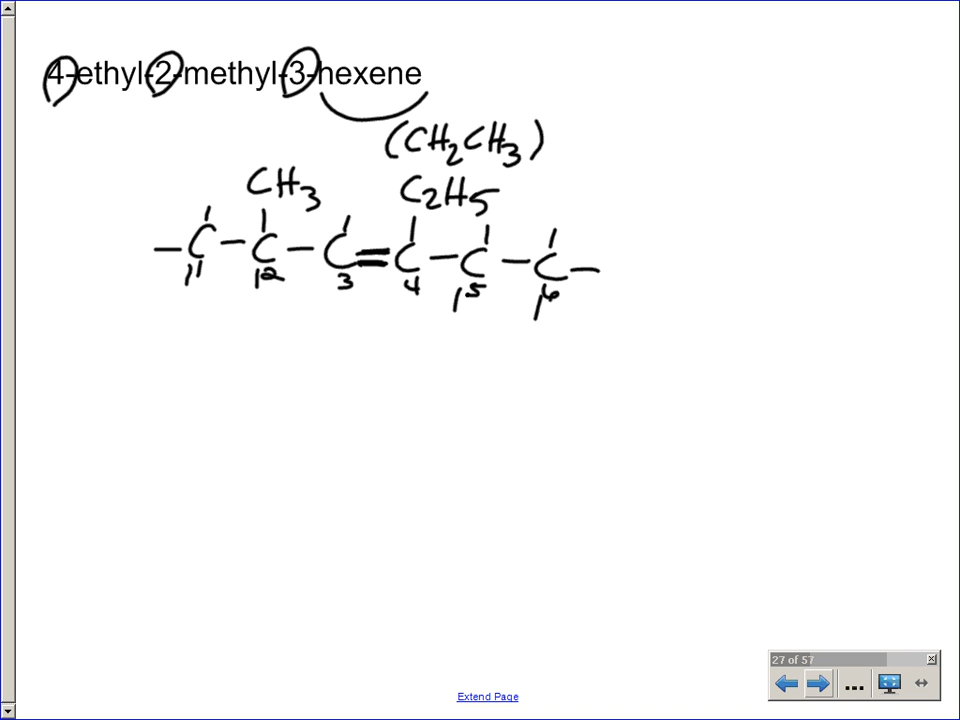 4-ethyl-2-methyl-3-hexene
(CH₂CH₃)
CH₃ C₂H₅
- C - C - C = C - C - C -
1 2 3 4 5 6
27 of 57
...
Extend Page